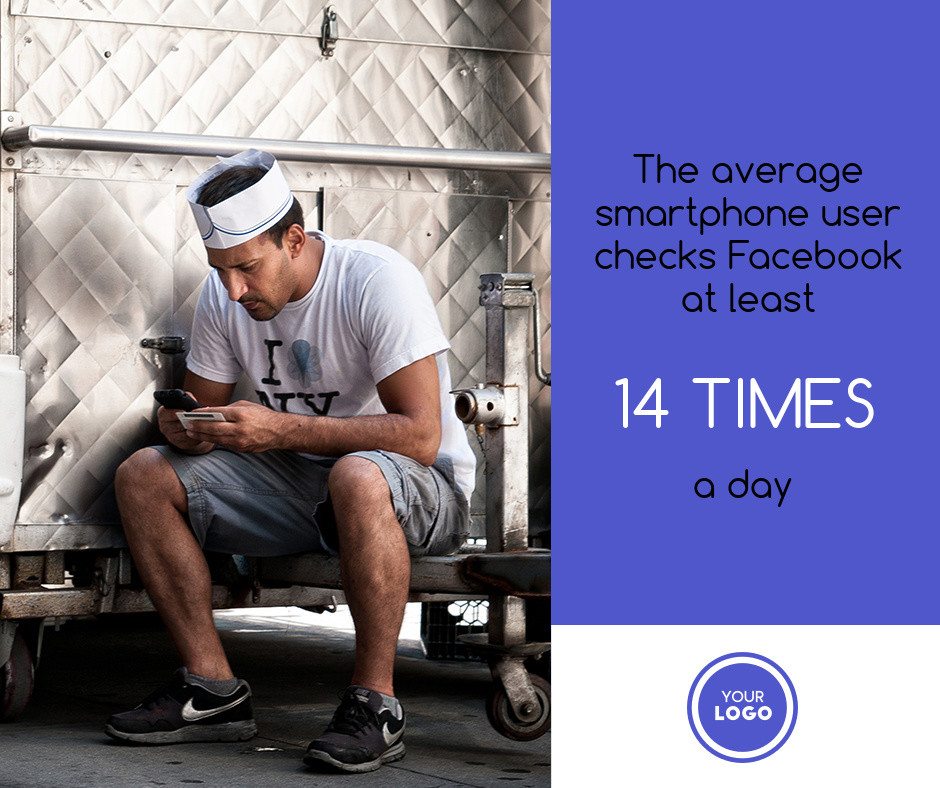 I
NY
The average
smartphone user
checks Facebook
at least
14 TIMES
a day
YOUR
LOGO